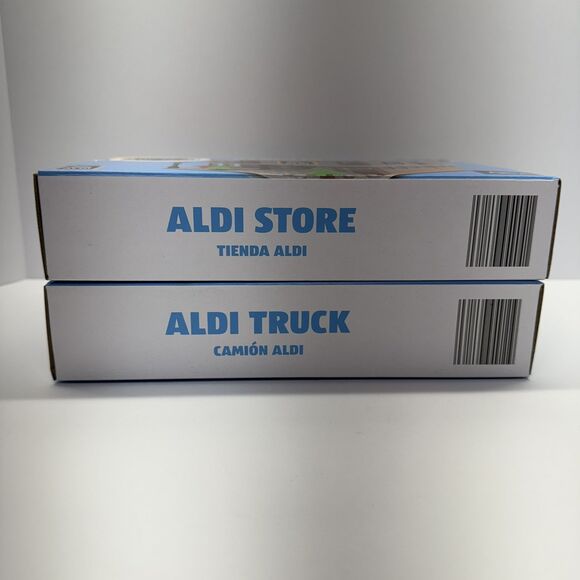 ALDI STORE
TIENDA ALDI
ALDI TRUCK
CAMIÓN ALDI